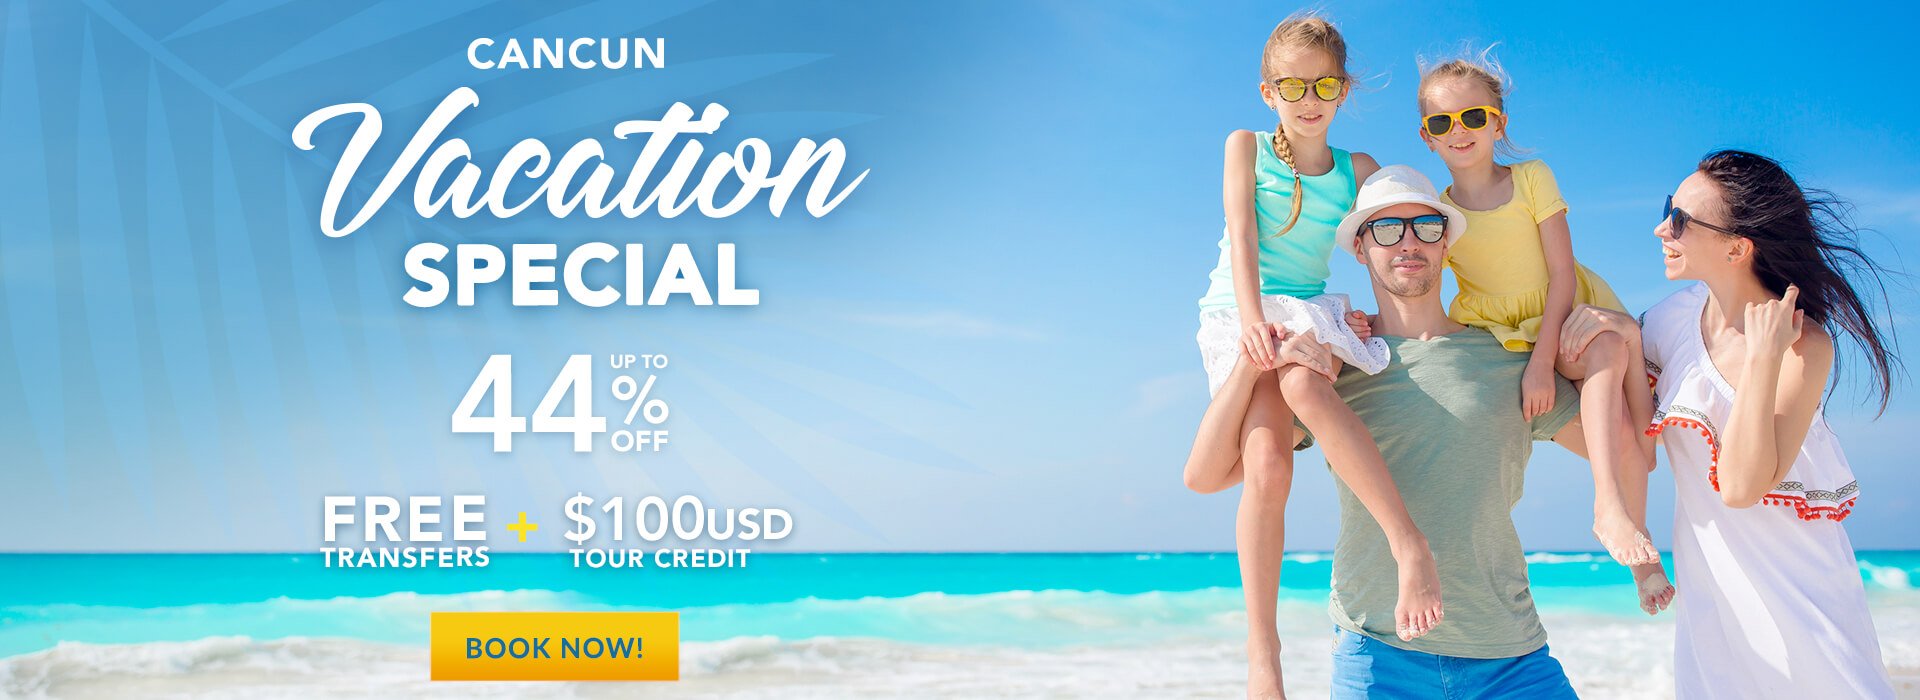 CANCUN
Vacation
SPECIAL
44% UP TO OFF
FREE + $100USD
TRANSFERS TOUR CREDIT
BOOK NOW!